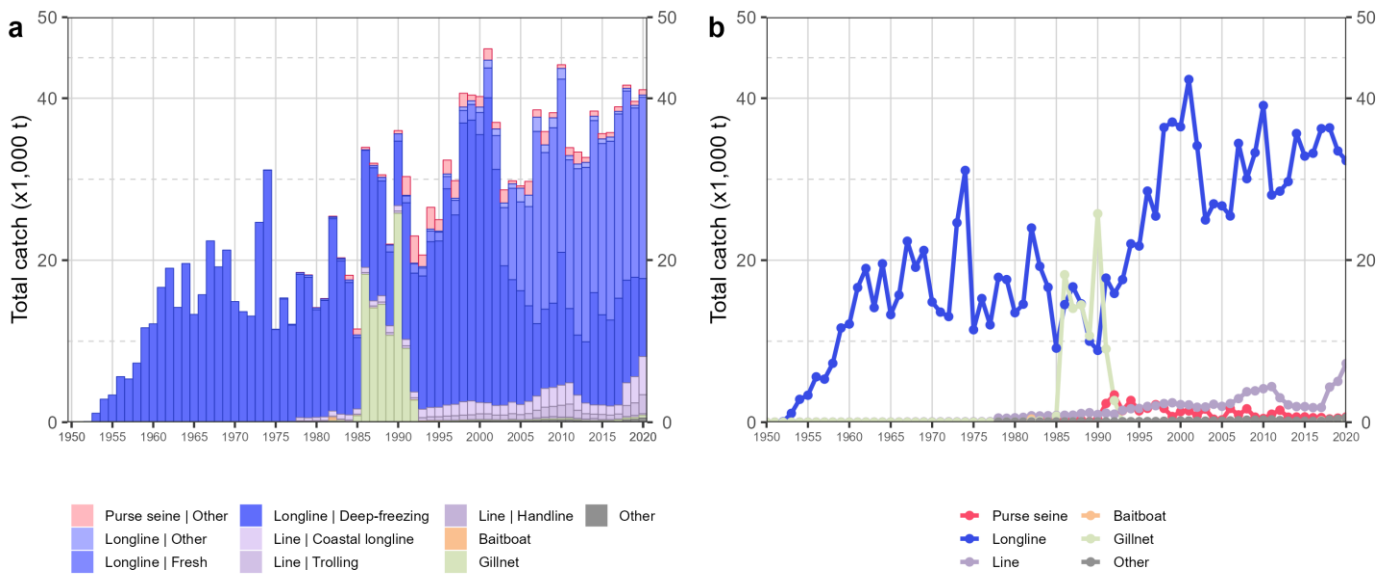 a
Total catch (x1,000 t)
50
40
20
0
50
40
20
0
1950 1955 1960 1965 1970 1975 1980 1985 1990 1995 2000 2005 2010 2015 2020
b
Total catch (x1,000 t)
50
40
20
0
50
40
20
0
1950 1955 1960 1965 1970 1975 1980 1985 1990 1995 2000 2005 2010 2015 2020
Purse seine | Other Longline | Deep-freezing Line | Handline Other
Longline | Other Line | Coastal longline Baitboat
Longline | Fresh Line | Trolling Gillnet
Purse seine Baitboat
Longline Gillnet
Line Other